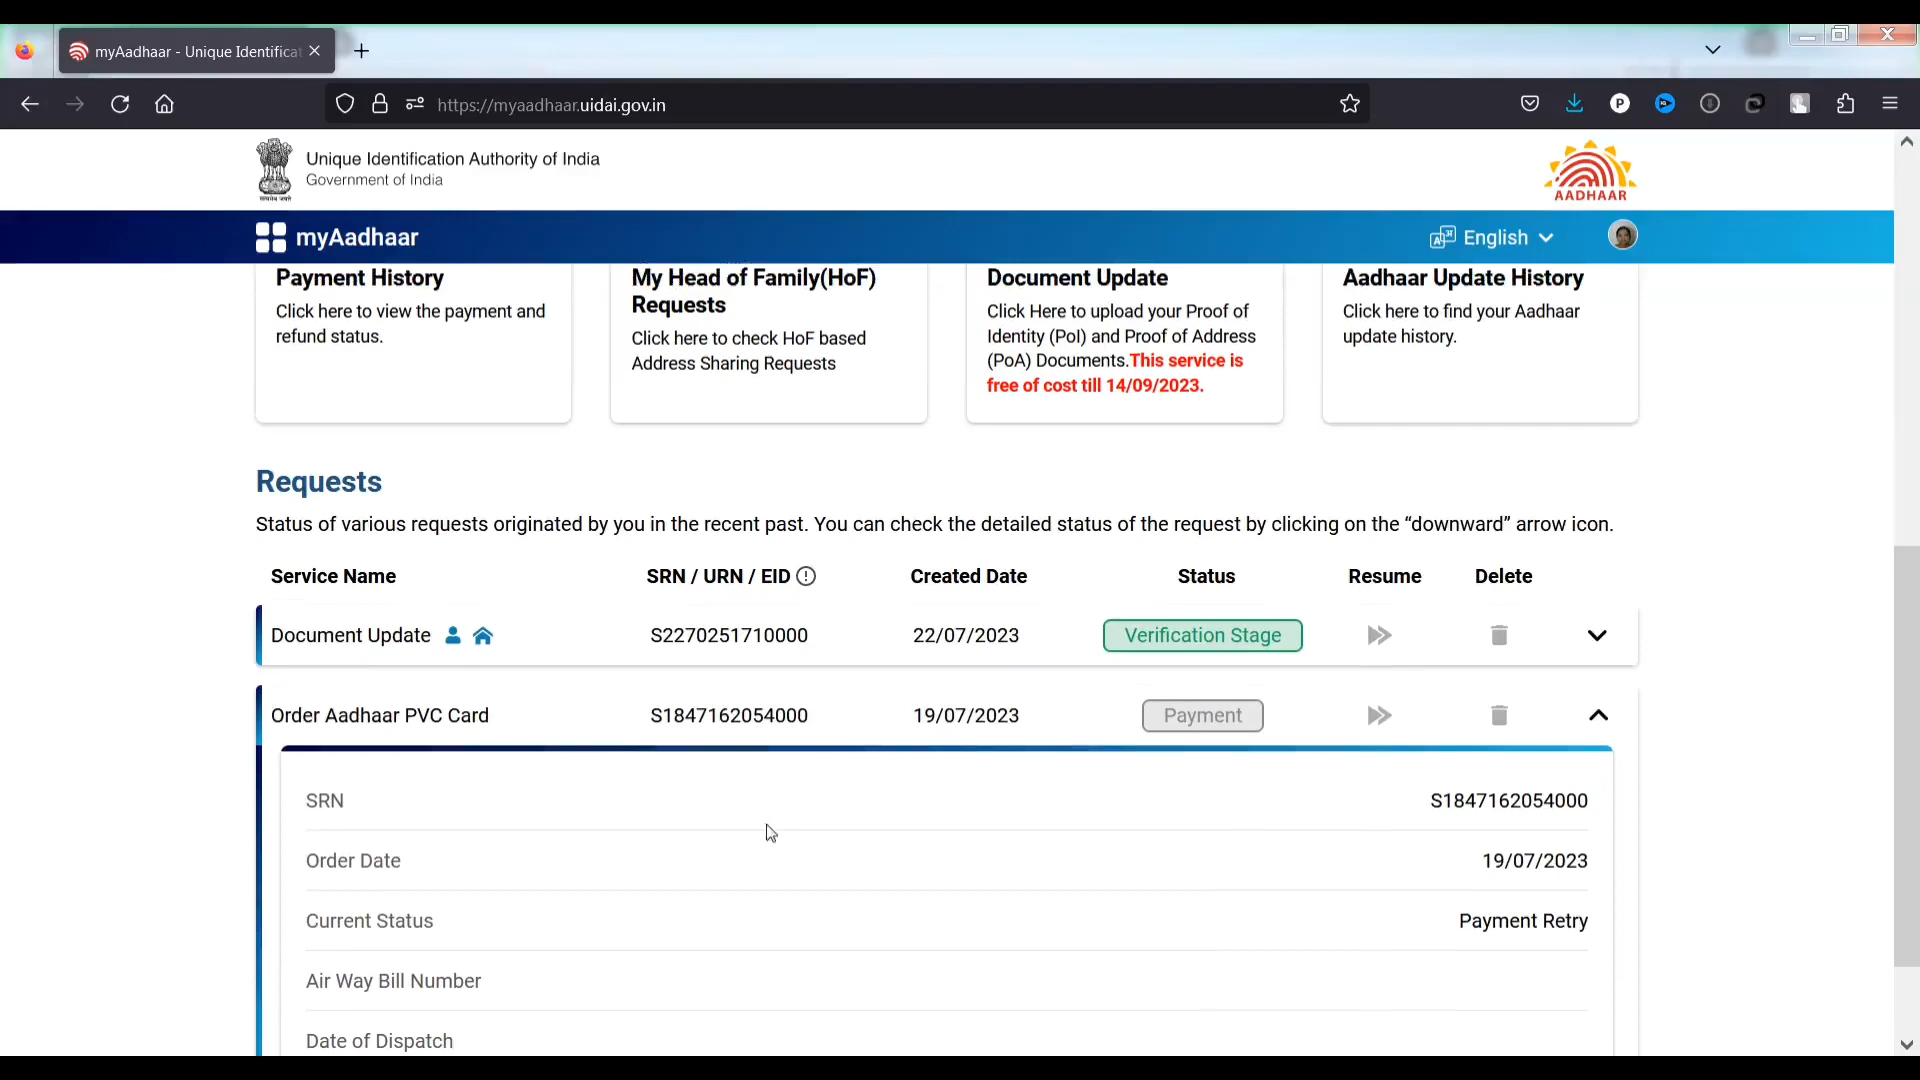 myAadhaar - Unique Identificat
https://myaadhaar.uidai.gov.in
Unique Identification Authority of India
Government of India
सत्यमेव जयते
AADHAAR
myAadhaar
English
Payment History
Click here to view the payment and
refund status.
My Head of Family(HoF)
Requests
Click here to check HoF based
Address Sharing Requests
Document Update
Click Here to upload your Proof of
Identity (PoI) and Proof of Address
(PoA) Documents.This service is
free of cost till 14/09/2023.
Aadhaar Update History
Click here to find your Aadhaar
update history.
Requests
Status of various requests originated by you in the recent past. You can check the detailed status of the request by clicking on the “downward” arrow icon.
Service Name SRN / URN / EID Created Date Status Resume Delete
Document Update S2270251710000 22/07/2023 Verification Stage
Order Aadhaar PVC Card S1847162054000 19/07/2023 Payment
SRN S1847162054000
Order Date 19/07/2023
Current Status Payment Retry
Air Way Bill Number
Date of Dispatch